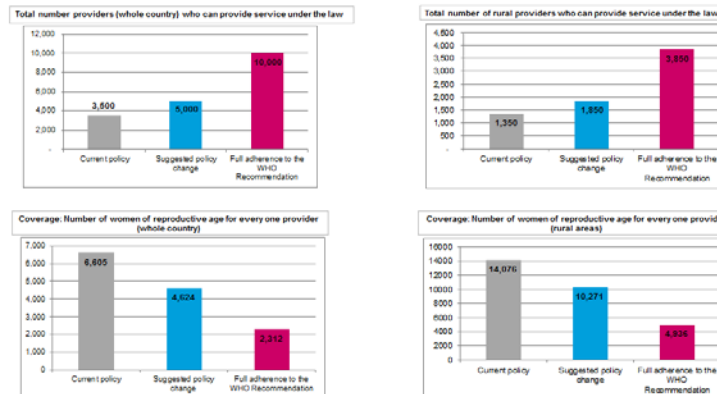 Total number providers (whole country) who can provide service under the law
12,000
10,000
8,000
6,000
4,000
2,000
-
3,500
5,000
10,000
Current policy
Suggested policy
change
Full adherence to the
WHO
Recommendation
Total number of rural providers who can provide service under the law
4,500
4,000
3,500
3,000
2,500
2,000
1,500
1,000
500
-
1,350
1,850
3,850
Current policy
Suggested policy
change
Full adherence to the
WHO
Recommendation
Coverage: Number of women of reproductive age for every one provider
(whole country)
7,000
6,000
5,000
4,000
3,000
2,000
1,000
0
6,605
4,624
2,312
Current policy
Suggested policy
change
Full adherence to the
WHO Recommendation
Coverage: Number of women of reproductive age for every one provid
(rural areas)
16000
14000
12000
10000
8000
6000
4000
2000
0
14,076
10,271
Current policy
Suggested policy
change
Full adherence to the
WHO
Recommendation